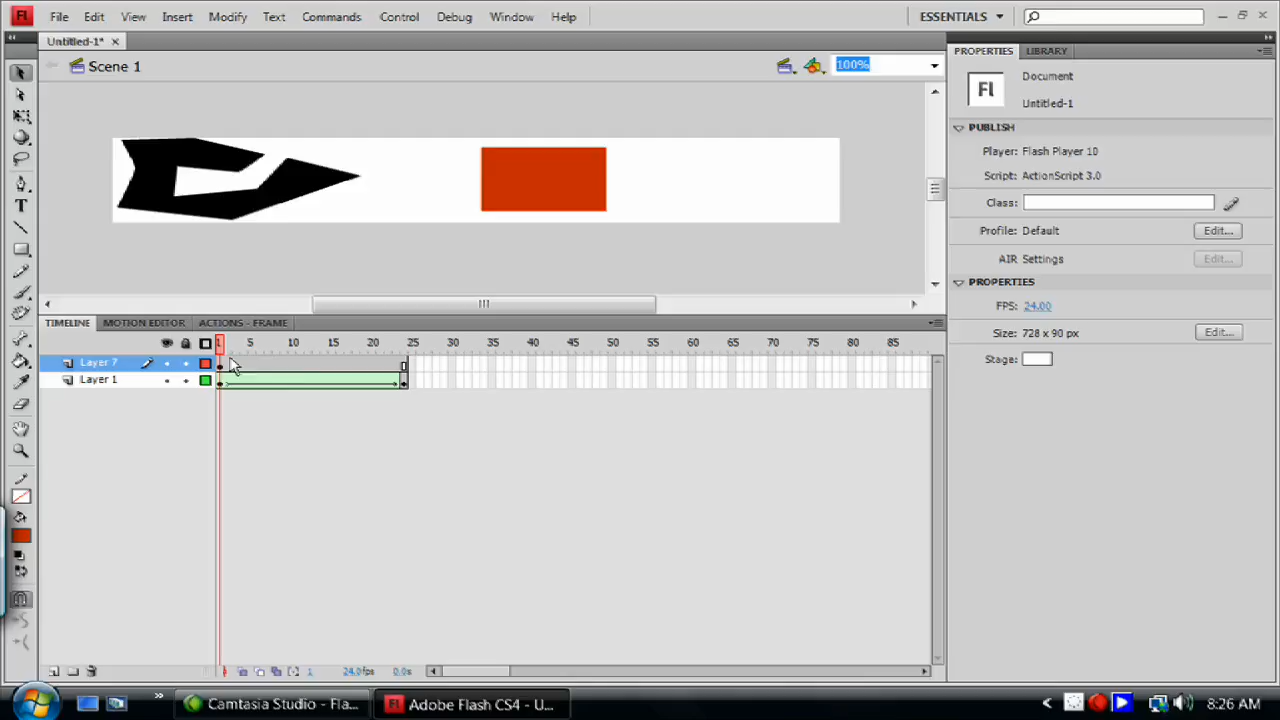 Fl File Edit View Insert Modify Text Commands Control Debug Window Help ESSENTIALS
Untitled-1* PROPERTIES LIBRARY
Scene 1 100%
Fl Document
Untitled-1
PUBLISH
Player: Flash Player 10
Script: ActionScript 3.0
Class:
Profile: Default Edit...
AIR Settings Edit...
PROPERTIES
FPS: 24.00
Size: 728 x 90 px Edit...
Stage:
TIMELINE MOTION EDITOR ACTIONS - FRAME
1 5 10 15 20 25 30 35 40 45 50 55 60 65 70 75 80 85
Layer 7
Layer 1
1 24.0fps 0.0s
Camtasia Studio - Fla... Fl Adobe Flash CS4 - U... 8:26 AM